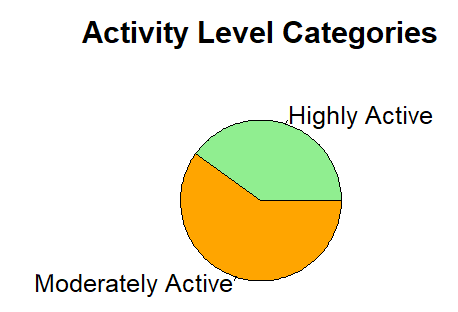 Activity Level Categories
Highly Active
Moderately Active